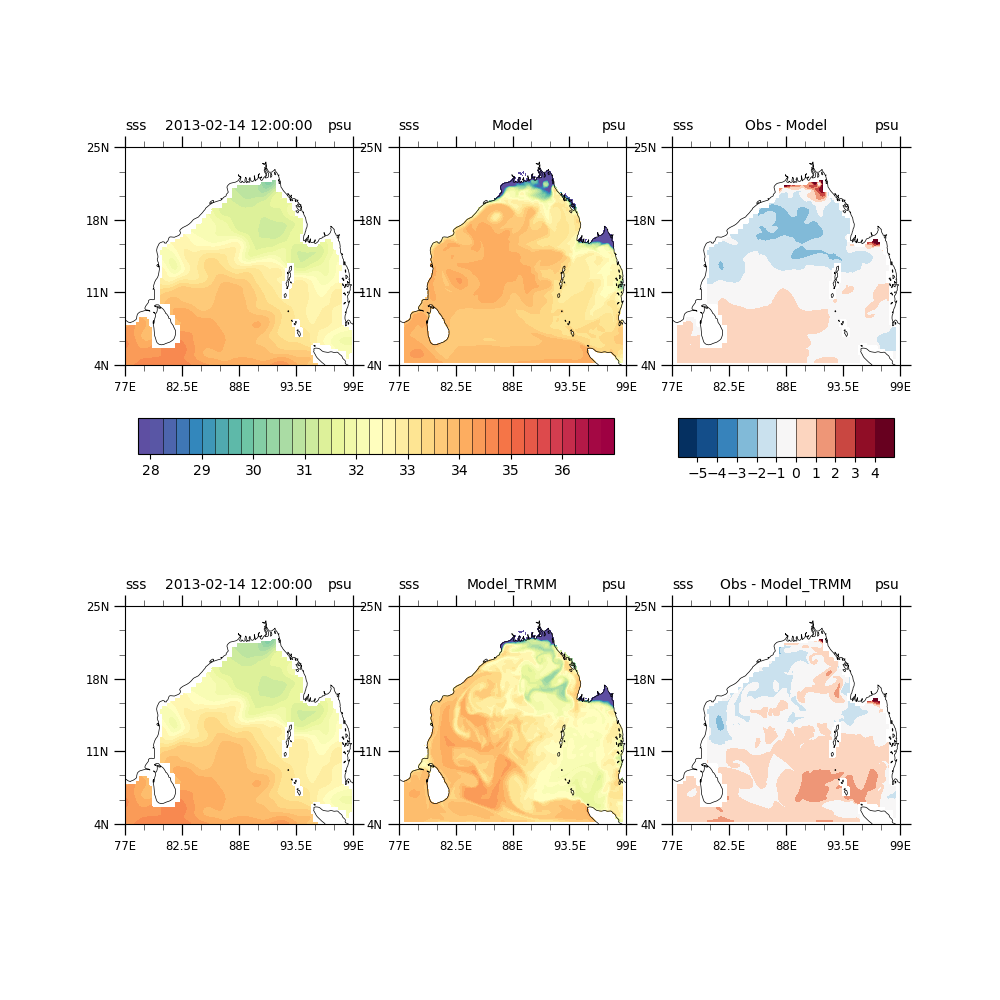 sss 2013-02-14 12:00:00 psu sss Model psu sss Obs - Model psu
25N 25N 25N
18N 18N 18N
11N 11N 11N
4N 4N 4N
77E 82.5E 88E 93.5E 99E 77E 82.5E 88E 93.5E 99E 77E 82.5E 88E 93.5E 99E
28 29 30 31 32 33 34 35 36
−5 −4 −3 −2 −1 0 1 2 3 4
sss 2013-02-14 12:00:00 psu sss Model_TRMM psu sss Obs - Model_TRMM psu
25N 25N 25N
18N 18N 18N
11N 11N 11N
4N 4N 4N
77E 82.5E 88E 93.5E 99E 77E 82.5E 88E 93.5E 99E 77E 82.5E 88E 93.5E 99E